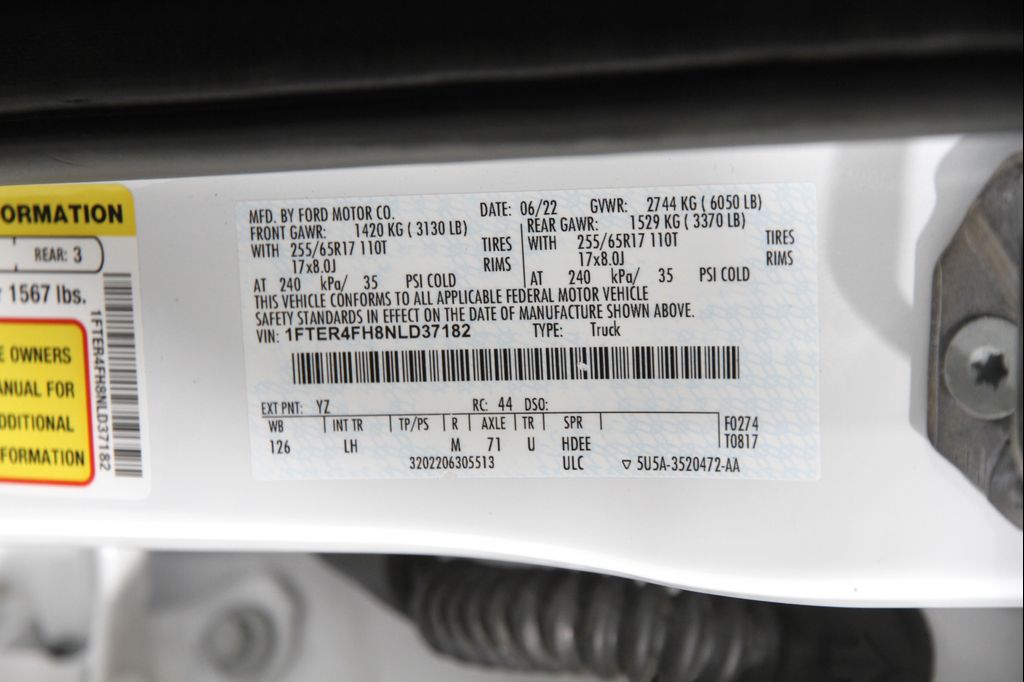 ORMATION
REAR: 3
1567 lbs.
E OWNERS
ANUAL FOR
DDITIONAL
FORMATION
1FTER4FH8NLD37182
MFD. BY FORD MOTOR CO. DATE: 06/22 GVWR: 2744 KG ( 6050 LB)
FRONT GAWR: 1420 KG ( 3130 LB) REAR GAWR: 1529 KG ( 3370 LB)
WITH 255/65R17 110T TIRES WITH 255/65R17 110T TIRES
17x8.0J RIMS 17x8.0J RIMS
AT 240 kPa/ 35 PSI COLD AT 240 kPa/ 35 PSI COLD
THIS VEHICLE CONFORMS TO ALL APPLICABLE FEDERAL MOTOR VEHICLE
SAFETY STANDARDS IN EFFECT ON THE DATE OF MANUFACTURE SHOWN ABOVE.
VIN: 1FTER4FH8NLD37182 TYPE: Truck
EXT PNT: YZ RC: 44 DSO:
WB INT TR TP/PS R AXLE TR SPR F0274
126 LH M 71 U HDEE T0817
3202206305513 ULC ▽ 5U5A-3520472-AA